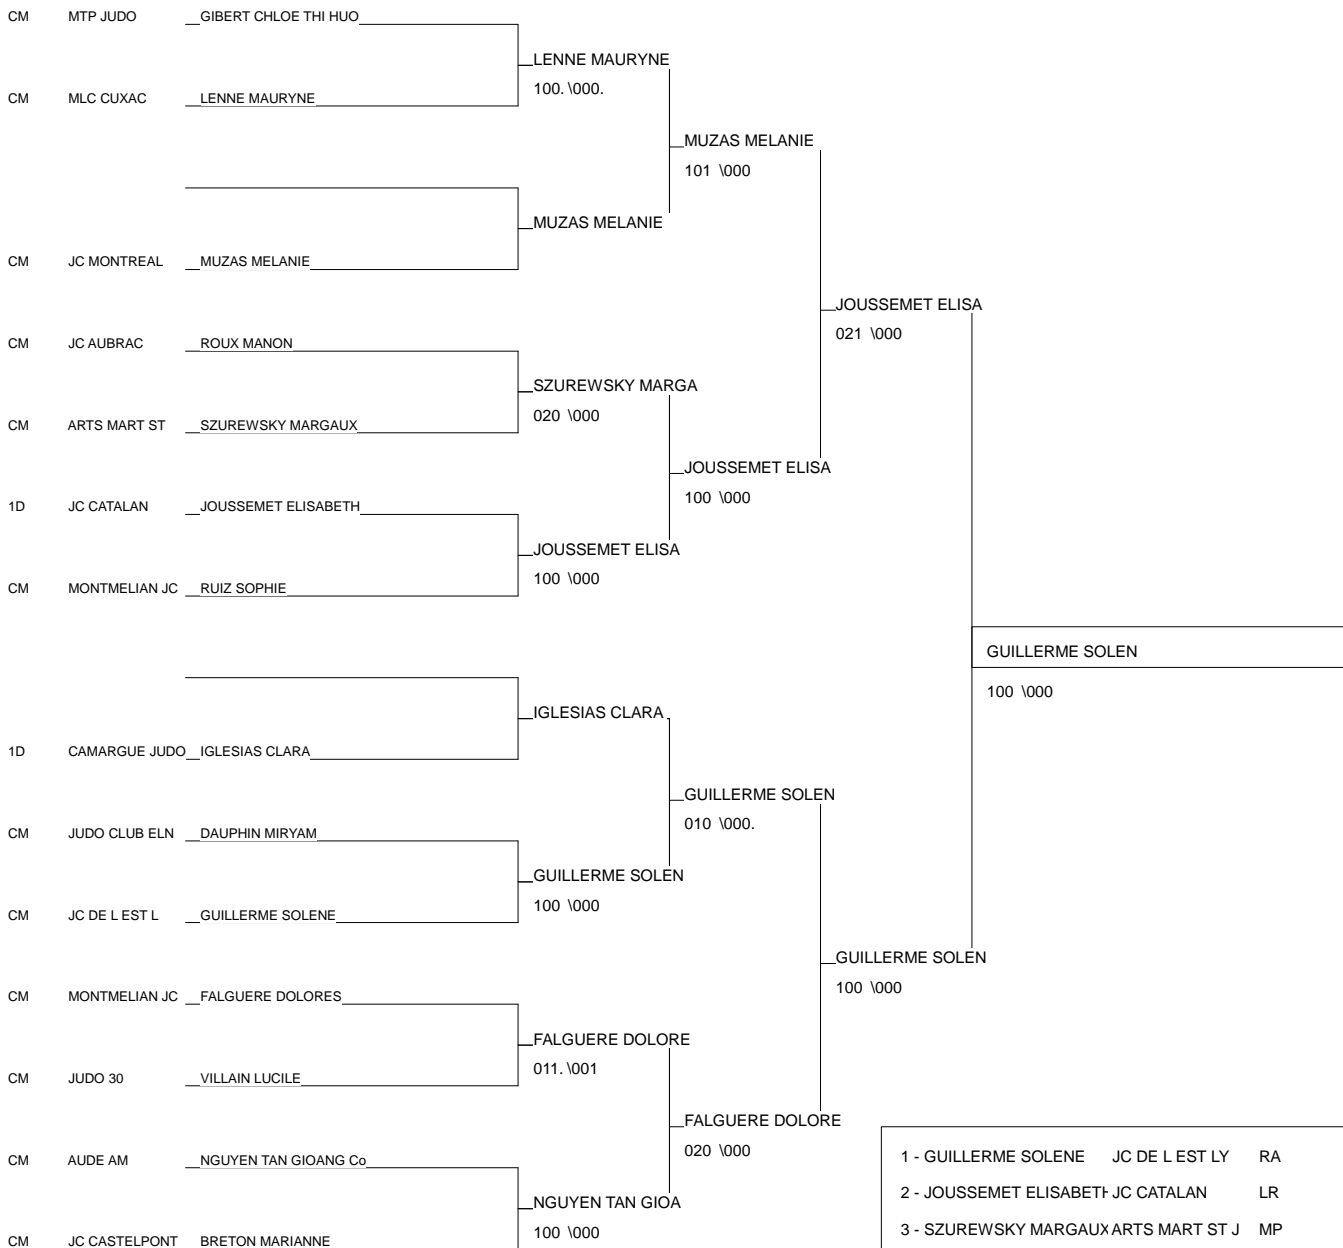 CM MTP JUDO GIBERT CHLOE THI HUO
LENNE MAURYNE
100. \000.
CM MLC CUXAC LENNE MAURYNE
MUZAS MELANIE
101 \000
MUZAS MELANIE
CM JC MONTREAL MUZAS MELANIE
JOUSSEMET ELISA
021 \000
CM JC AUBRAC ROUX MANON
SZUREWSKY MARGA
020 \000
CM ARTS MART ST SZUREWSKY MARGAUX
JOUSSEMET ELISA
100 \000
1D JC CATALAN JOUSSEMET ELISABETH
JOUSSEMET ELISA
100 \000
CM MONTMELIAN JC RUIZ SOPHIE
GUILLERME SOLEN
100 \000
IGLESIAS CLARA
1D CAMARGUE JUDO IGLESIAS CLARA
GUILLERME SOLEN
010 \000.
CM JUDO CLUB ELN DAUPHIN MIRYAM
GUILLERME SOLEN
100 \000
CM JC DE L EST L GUILLERME SOLENE
GUILLERME SOLEN
100 \000
CM MONTMELIAN JC FALGUERE DOLORES
FALGUERE DOLORE
011. \001
CM JUDO 30 VILLAIN LUCILE
FALGUERE DOLORE
020 \000
CM AUDE AM NGUYEN TAN GIOANG Co
NGUYEN TAN GIOA
100 \000
CM JC CASTELPONT BRETON MARIANNE
1 - GUILLERME SOLENE JC DE L EST LY RA
2 - JOUSSEMET ELISABETH JC CATALAN LR
3 - SZUREWSKY MARGAUX ARTS MART ST J MP